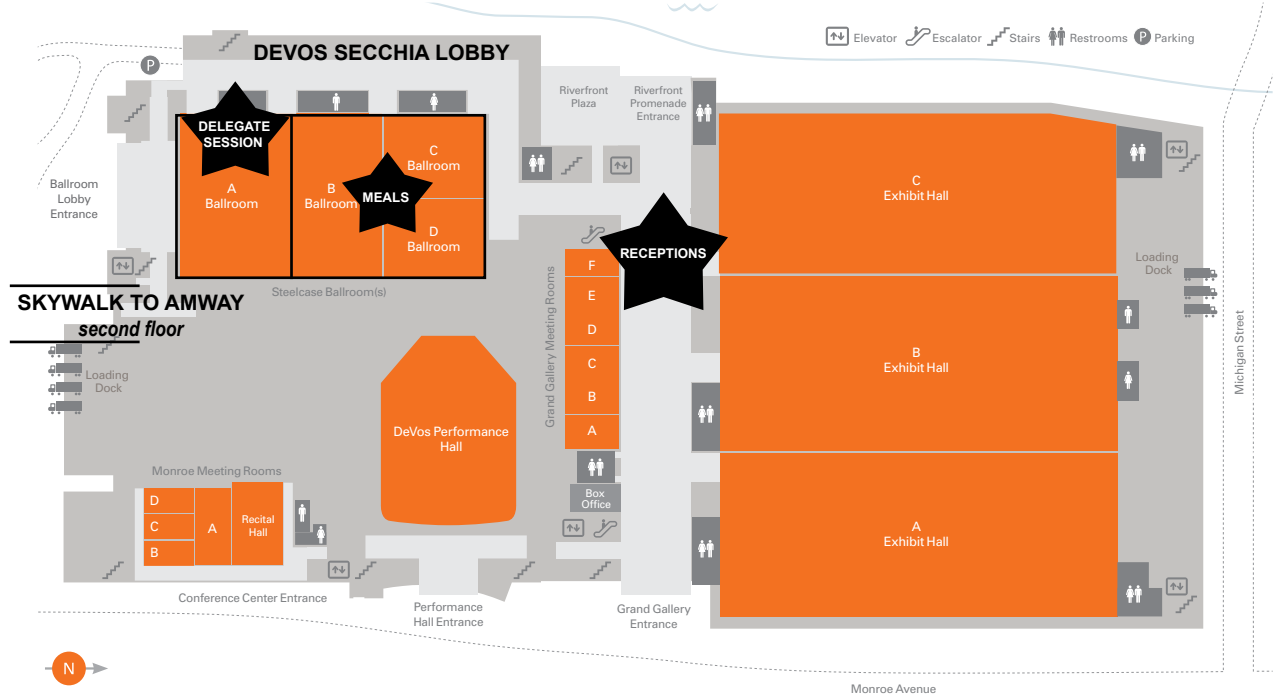 DEVOS SECCHIA LOBBY
Elevator
Escalator
Stairs
Restrooms
P
Parking
P
Riverfront
Plaza
Riverfront
Promenade
Entrance
DELEGATE
SESSION
C
Ballroom
A
Ballroom
B
Ballroom
MEALS
D
Ballroom
Ballroom
Lobby
Entrance
C
Exhibit Hall
RECEPTIONS
Loading
Dock
Steelcase Ballroom(s)
SKYWALK TO AMWAY
second floor
Loading
Dock
Grand Gallery Meeting Rooms
F
E
D
C
B
A
B
Exhibit Hall
Michigan Street
DeVos Performance
Hall
Monroe Meeting Rooms
D
C
B
A
Recital
Hall
Box
Office
A
Exhibit Hall
Conference Center Entrance
Performance
Hall Entrance
Grand Gallery
Entrance
N
Monroe Avenue